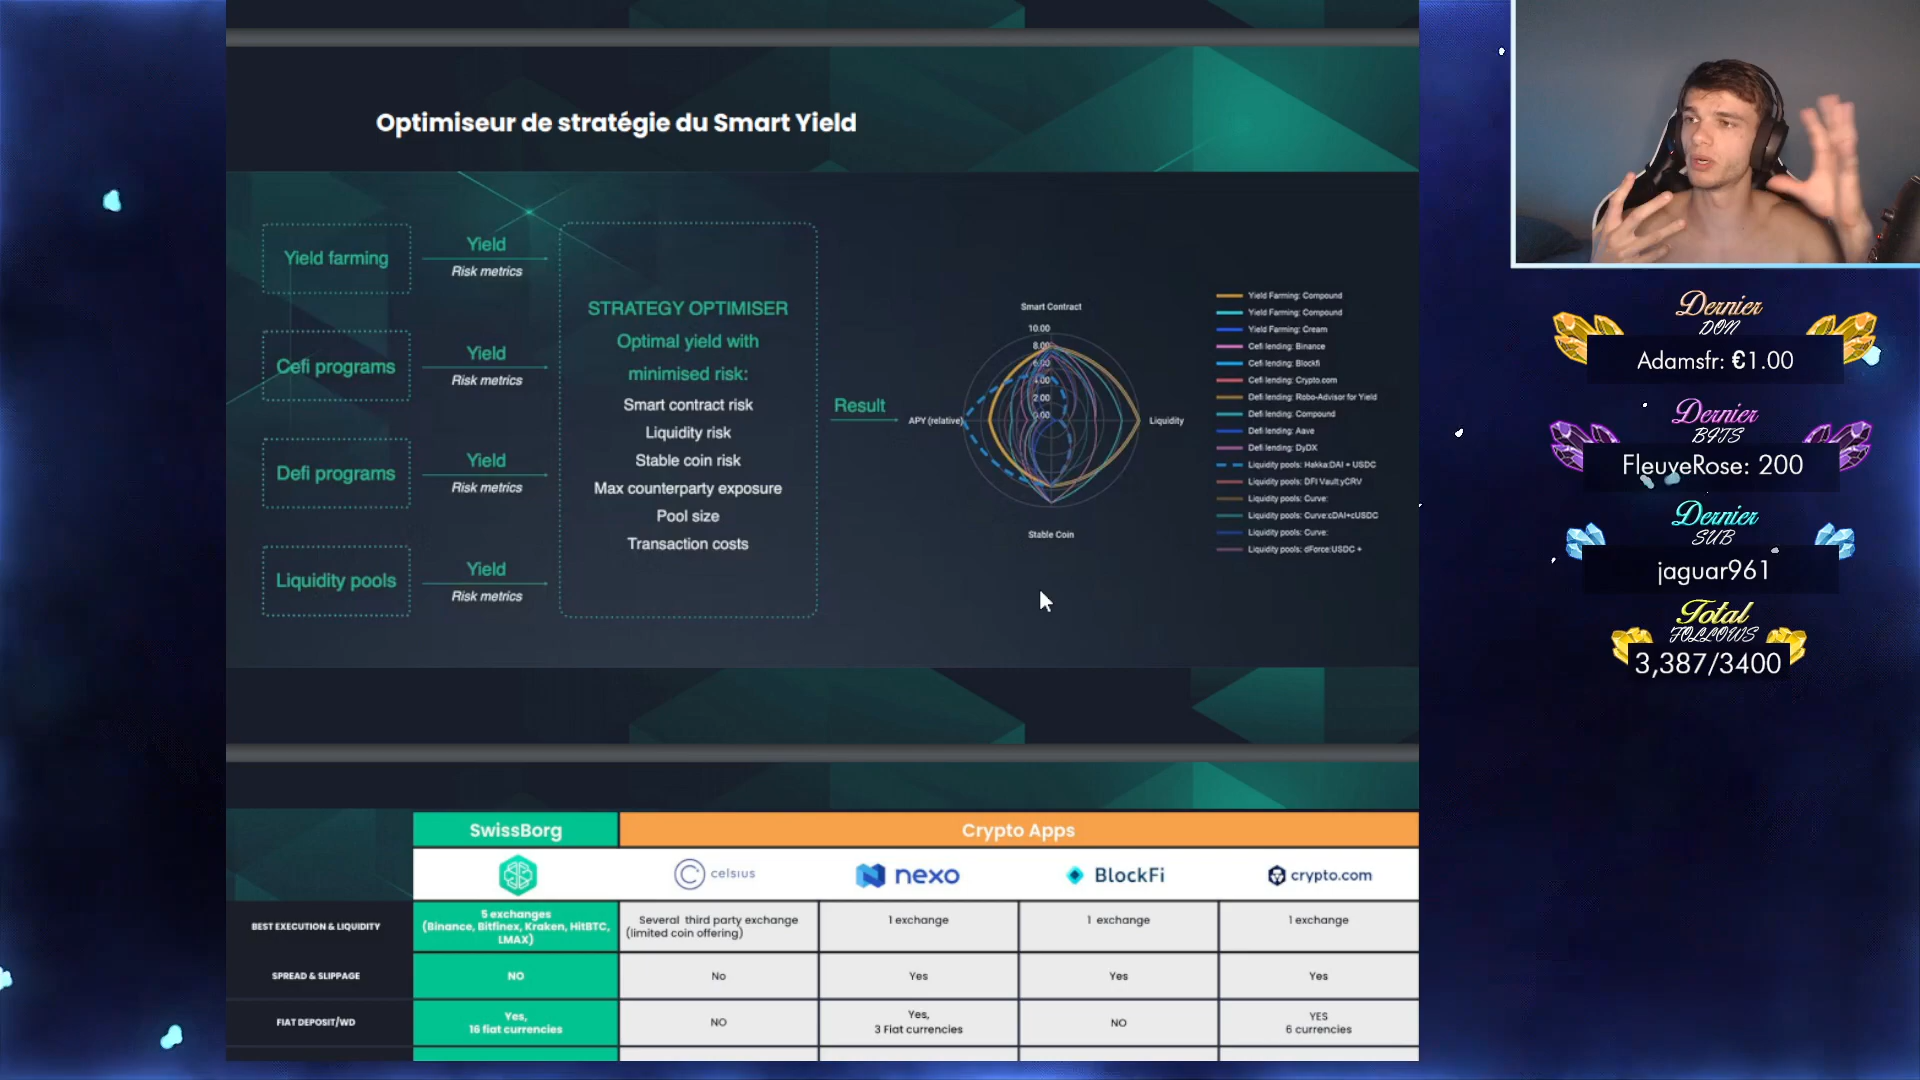 Optimiseur de stratégie du Smart Yield
Yield farming
Yield
Risk metrics
Cefi programs
Yield
Risk metrics
Defi programs
Yield
Risk metrics
Liquidity pools
Yield
Risk metrics
STRATEGY OPTIMISER
Optimal yield with
minimised risk:
Smart contract risk
Liquidity risk
Stable coin risk
Max counterparty exposure
Pool size
Transaction costs
Result
Smart Contract
10.00
8.00
6.00
4.00
2.00
0.00
APY (relative)
Liquidity
Stable Coin
Yield Farming: Compound
Yield Farming: Compound
Yield Farming: Cream
Cefi lending: Binance
Cefi lending: Blockfi
Cefi lending: Crypto.com
Defi lending: Robo-Advisor for Yield
Defi lending: Compound
Defi lending: Aave
Defi lending: DyDX
Liquidity pools: Hakka:DAI + USDC
Liquidity pools: DFI Vault:yCRV
Liquidity pools: Curve:
Liquidity pools: Curve:cDAI+cUSDC
Liquidity pools: Curve:
Liquidity pools: dForce:USDC +
SwissBorg
Crypto Apps
celsius
nexo
BlockFi
crypto.com
BEST EXECUTION & LIQUIDITY
5 exchanges
(Binance, Bitfinex, Kraken, HitBTC,
LMAX)
Several third party exchange
(limited coin offering)
1 exchange
1 exchange
1 exchange
SPREAD & SLIPPAGE
NO
No
Yes
Yes
Yes
FIAT DEPOSIT/WD
Yes,
16 fiat currencies
NO
Yes,
3 Fiat currencies
NO
YES
6 currencies
Dernier
DON
Adamsfr: €1.00
Dernier
BITS
FleuveRose: 200
Dernier
SUB
jaguar961
Total
FOLLOWS
3,387/3400